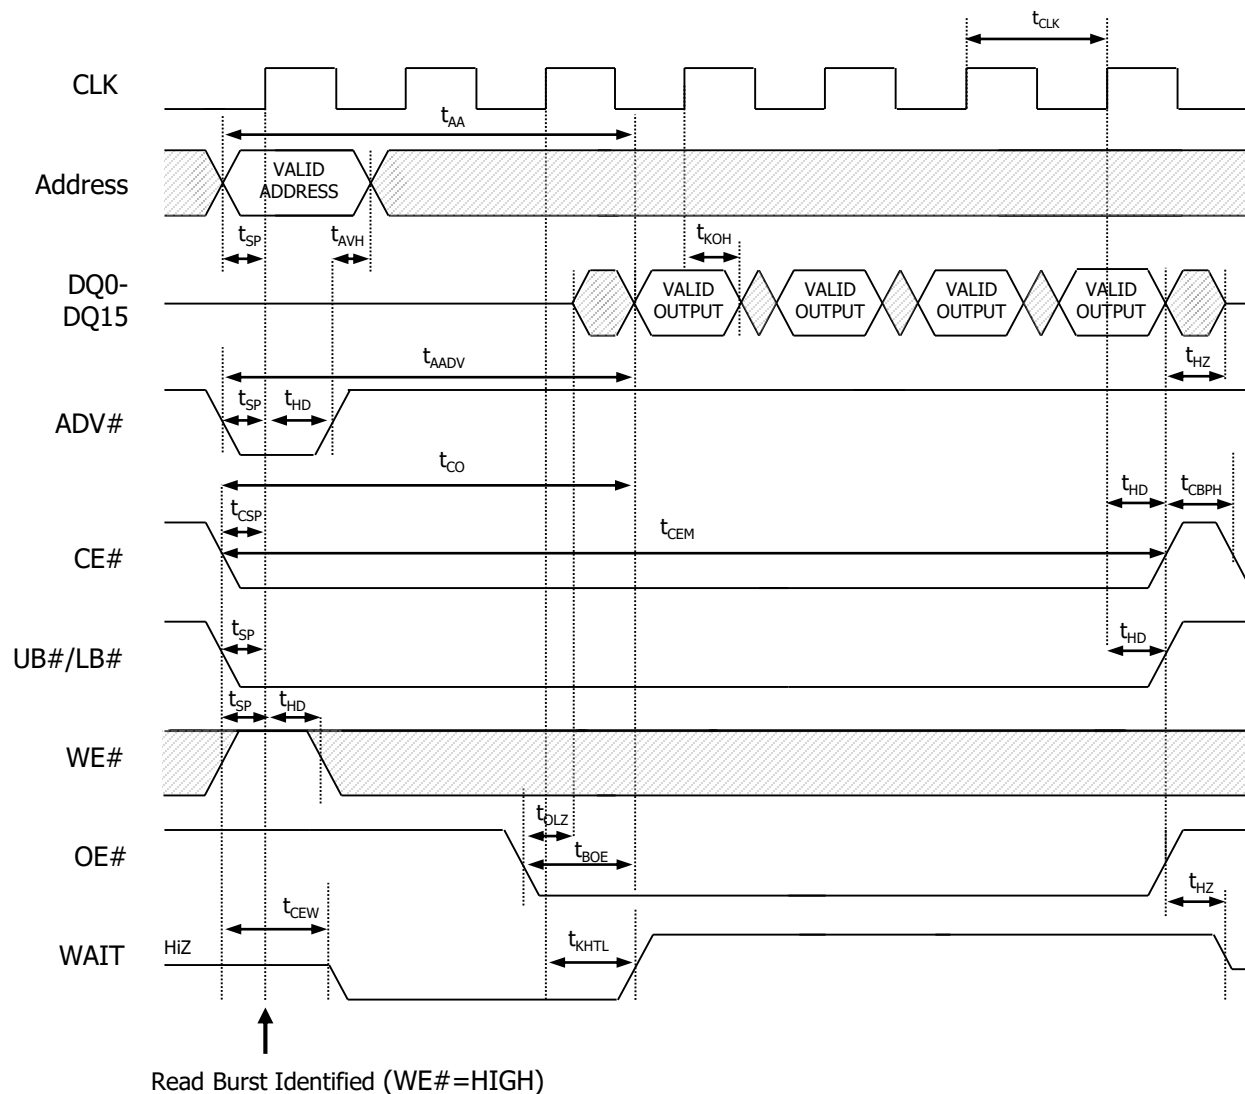 tCLK
CLK
tAA
Address
VALID
ADDRESS
tSP
tAVH
tKOH
DQ0-
DQ15
VALID
OUTPUT
VALID
OUTPUT
VALID
OUTPUT
VALID
OUTPUT
tAADV
tHZ
ADV#
tSP
tHD
tCO
tCSP
tHD
tCBPH
CE#
tCEM
UB#/LB#
tSP
tHD
tSP
tHD
WE#
tOLZ
OE#
tBOE
tHZ
tCEW
WAIT
HiZ
tKHTL
Read Burst Identified (WE#=HIGH)